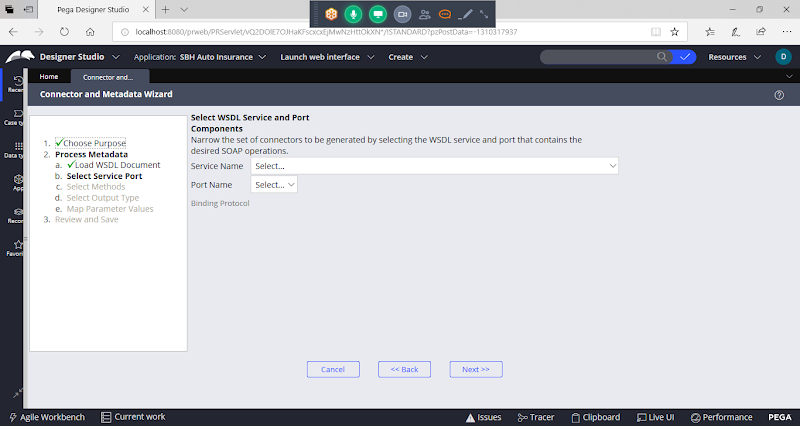 Pega Designer Studio
localhost:8080/prweb/PRServlet/vQ2DOlE7OJHaKFscxcxEjMwNzHttOkXN*/!STANDARD?pzPostData=-1310317937
Designer Studio
Application: SBH Auto Insurance
Launch web interface
Create
Resources
D
Home
Connector and...
Connector and Metadata Wizard
Recen
Case ty
Data ty
App
Recor
Favori
1. Choose Purpose
2. Process Metadata
a. Load WSDL Document
b. Select Service Port
c. Select Methods
d. Select Output Type
e. Map Parameter Values
3. Review and Save
Select WSDL Service and Port
Components
Narrow the set of connectors to be generated by selecting the WSDL service and port that contains the
desired SOAP operations.
Service Name Select...
Port Name Select...
Binding Protocol
Cancel
<< Back
Next >>
Agile Workbench
Current work
Issues
Tracer
Clipboard
Live UI
Performance
PEGA